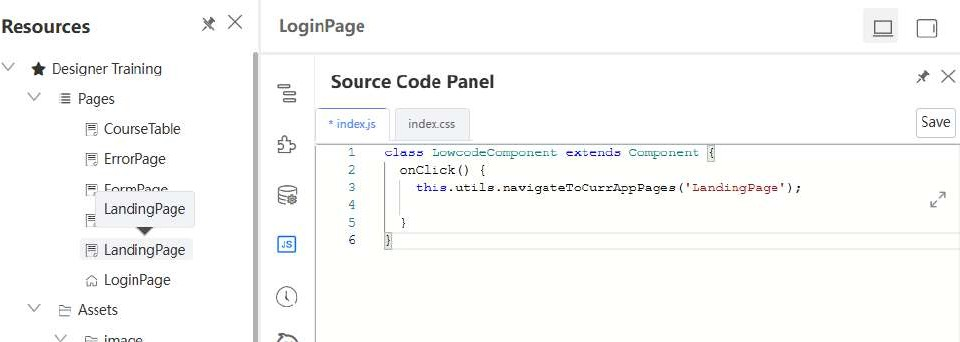 Resources
Designer Training
Pages
CourseTable
ErrorPage
FormPage
LandingPage
LandingPage
LoginPage
Assets
image
LoginPage
Source Code Panel
* index.js
index.css
Save
1 class LowcodeComponent extends Component {
2 onClick() {
3 this.utils.navigateToCurrAppPages('LandingPage');
4
5 }
6 }
JS